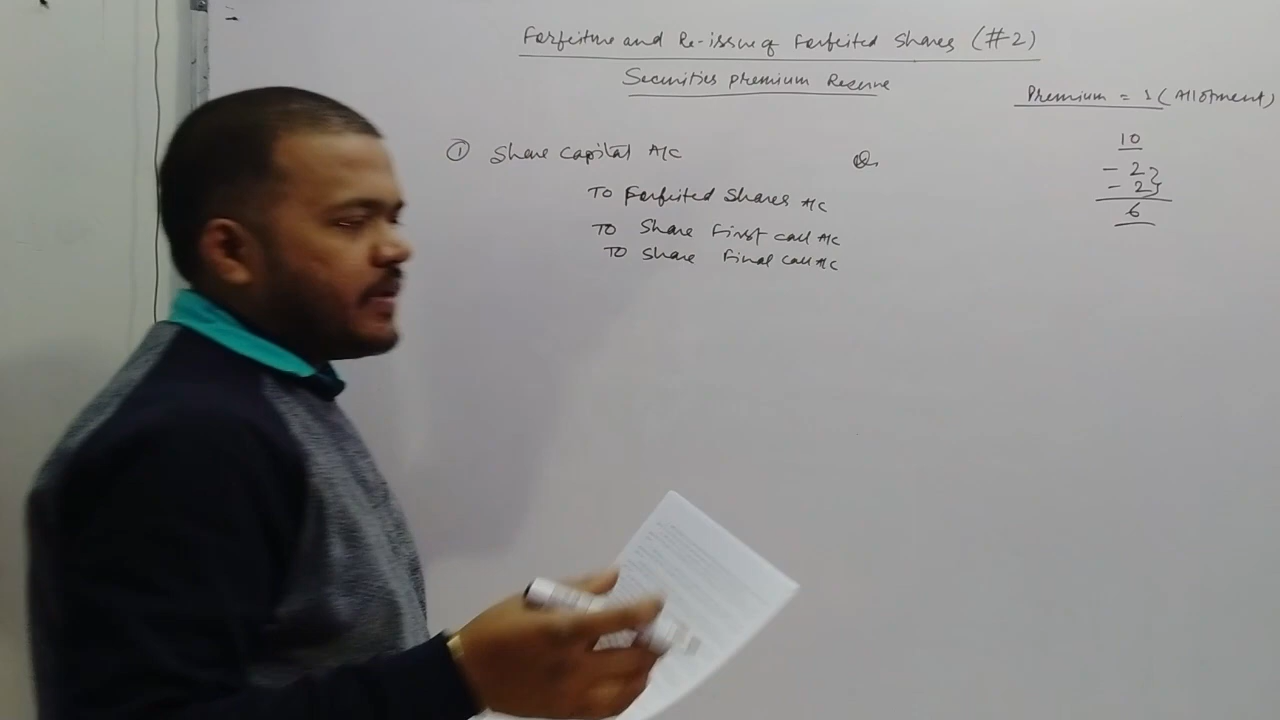 Forfeiture and Re-issue of Forfeited Shares (#2)
Securities premium Reserve
Premium = 1 (Allotment)
① Share Capital A/c Dr
To Forfeited Shares A/c
To Share First call A/c
To Share Final call A/c
10
- 2
- 2
6